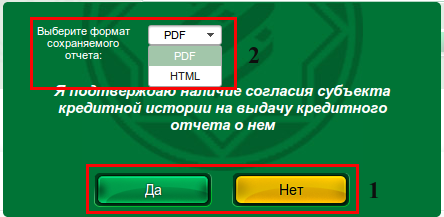 Выберите формат
сохраняемого
отчета:
PDF
PDF
HTML
2
Я подтверждаю наличие согласия субъекта
кредитной истории на выдачу кредитного
отчета о нем
Да
Нет
1